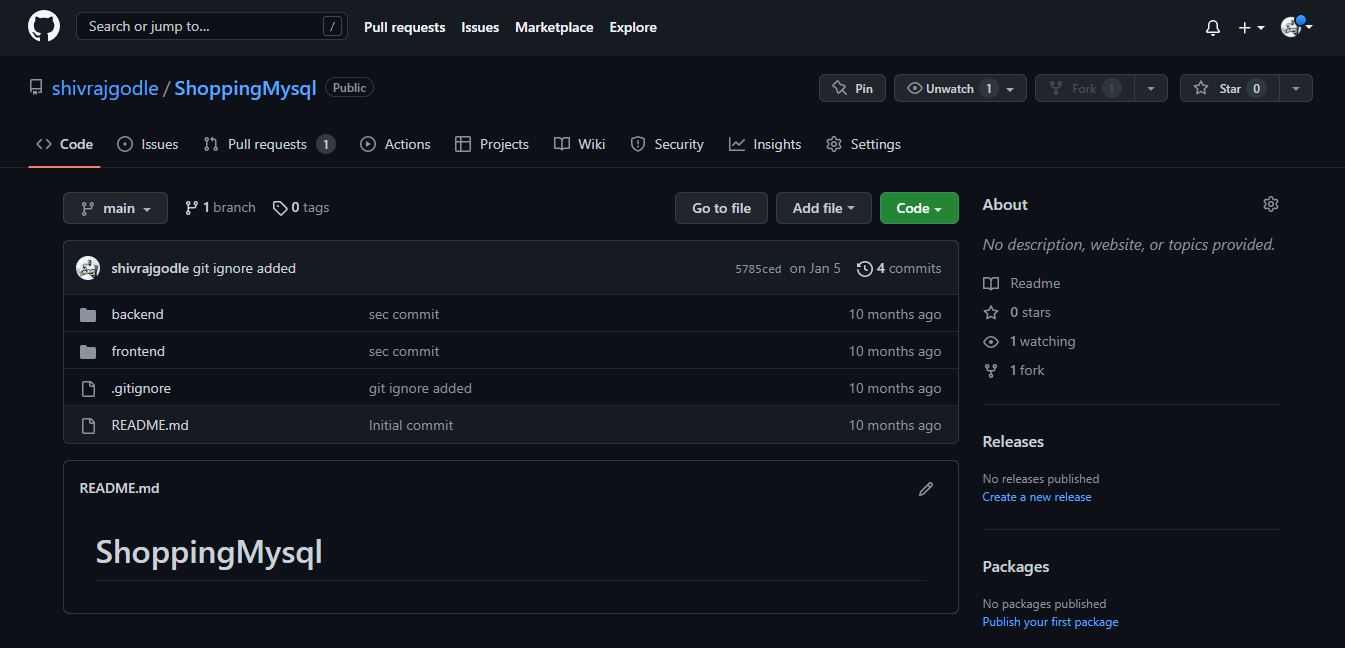 Search or jump to... /
Pull requests Issues Marketplace Explore
shivrajgodle / ShoppingMysql Public
Pin Unwatch 1 Fork 1 Star 0
Code Issues Pull requests 1 Actions Projects Wiki Security Insights Settings
main 1 branch 0 tags Go to file Add file Code
shivrajgodle git ignore added 5785ced on Jan 5 4 commits
backend sec commit 10 months ago
frontend sec commit 10 months ago
.gitignore git ignore added 10 months ago
README.md Initial commit 10 months ago
README.md
ShoppingMysql
About
No description, website, or topics provided.
Readme
0 stars
1 watching
1 fork
Releases
No releases published
Create a new release
Packages
No packages published
Publish your first package